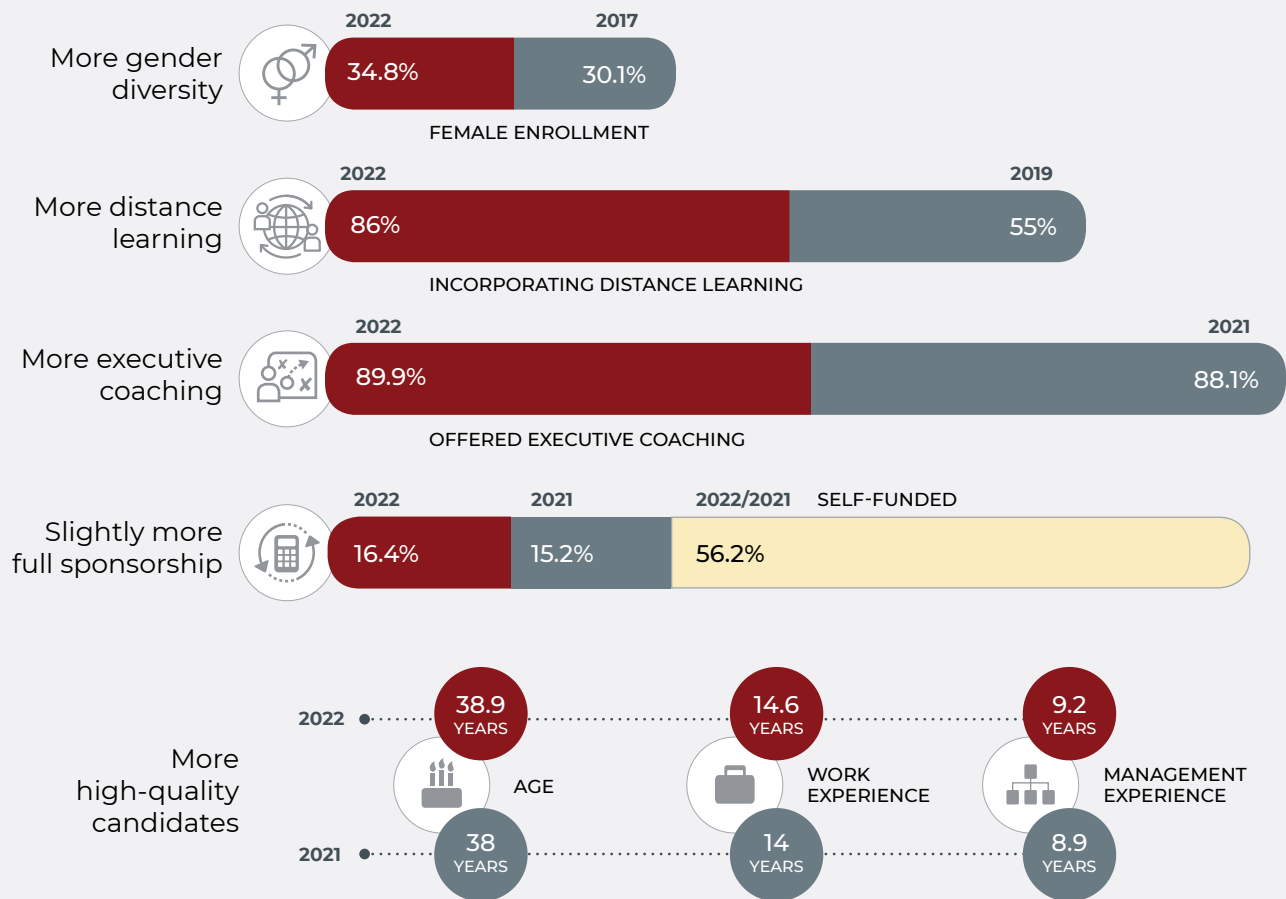 2022 2017
More gender
diversity
34.8% 30.1%
FEMALE ENROLLMENT
2022 2019
More distance
learning
86% 55%
INCORPORATING DISTANCE LEARNING
2022 2021
More executive
coaching
89.9% 88.1%
OFFERED EXECUTIVE COACHING
2022 2021 2022/2021 SELF-FUNDED
Slightly more
full sponsorship
16.4% 15.2% 56.2%
More
high-quality
candidates
2022
38.9
YEARS
14.6
YEARS
9.2
YEARS
AGE
WORK
EXPERIENCE
MANAGEMENT
EXPERIENCE
2021
38
YEARS
14
YEARS
8.9
YEARS